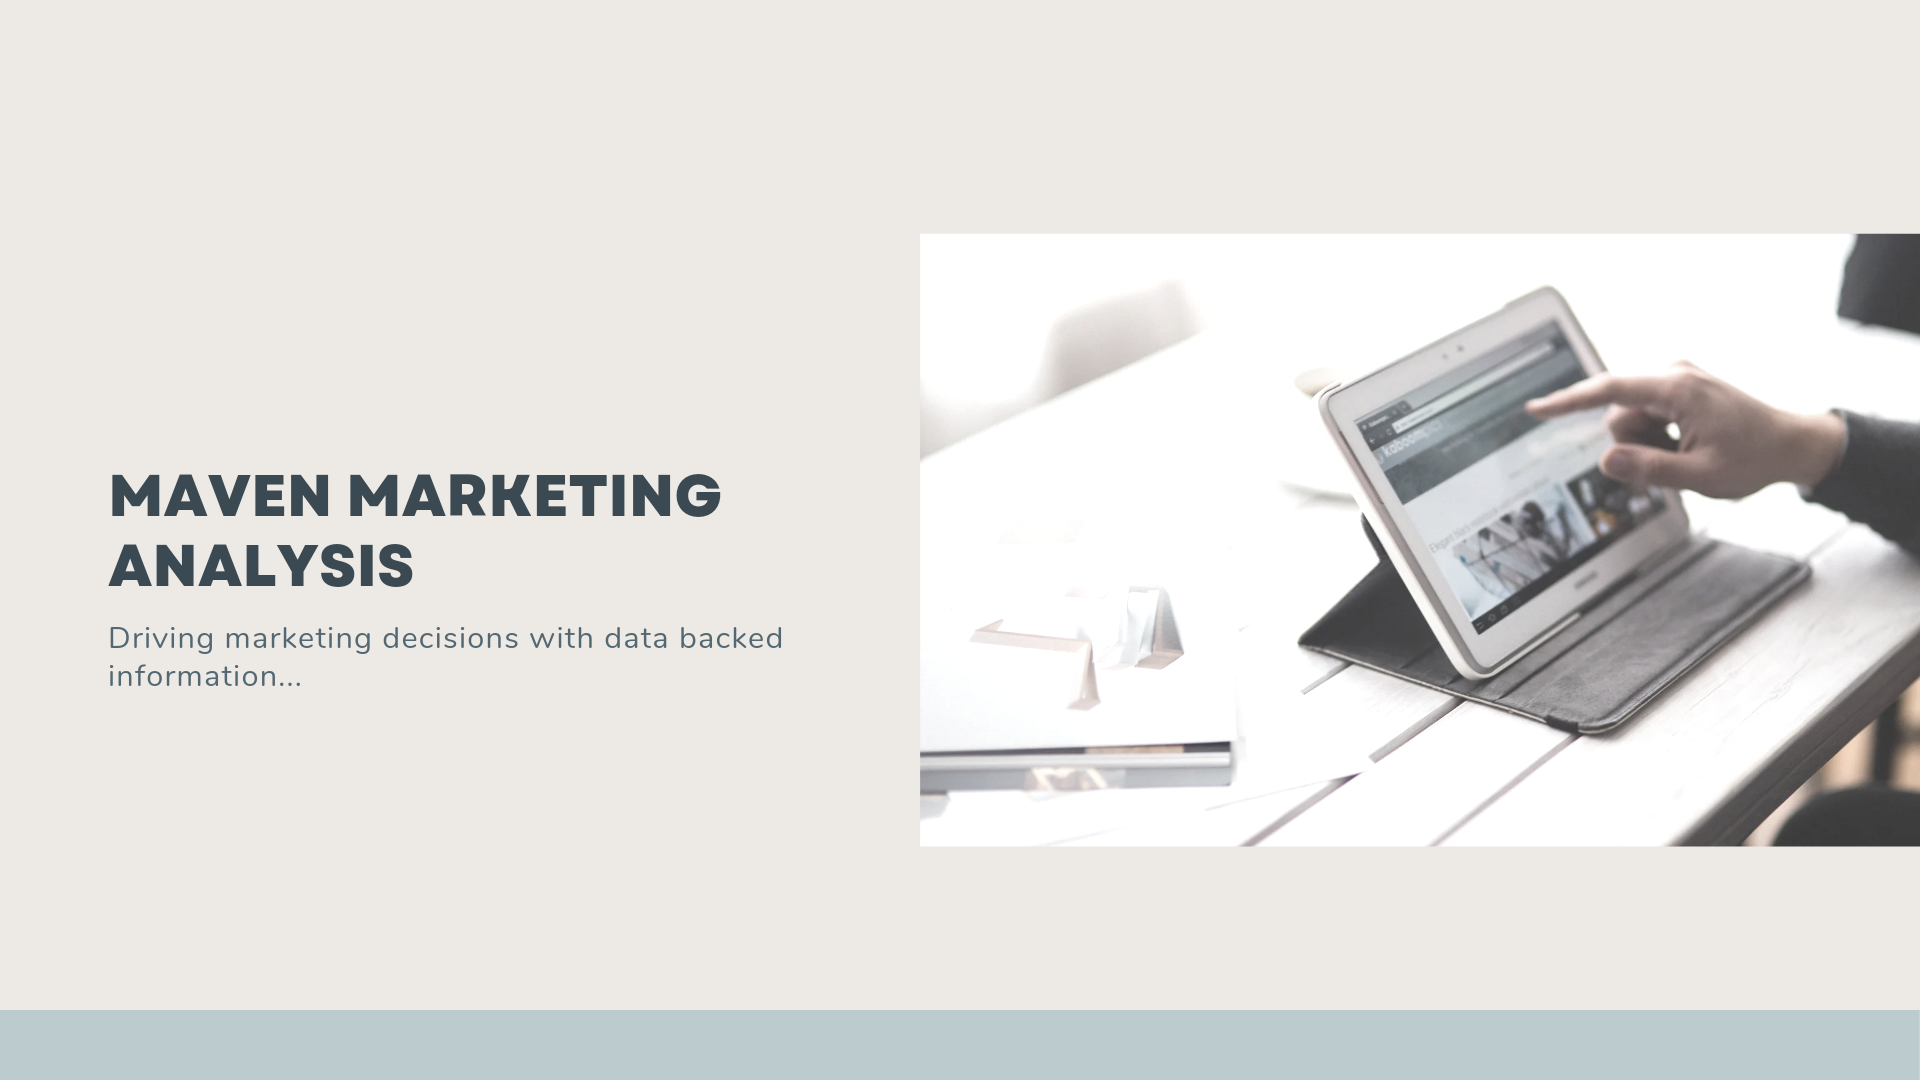 MAVEN MARKETING
ANALYSIS
Driving marketing decisions with data backed
information...